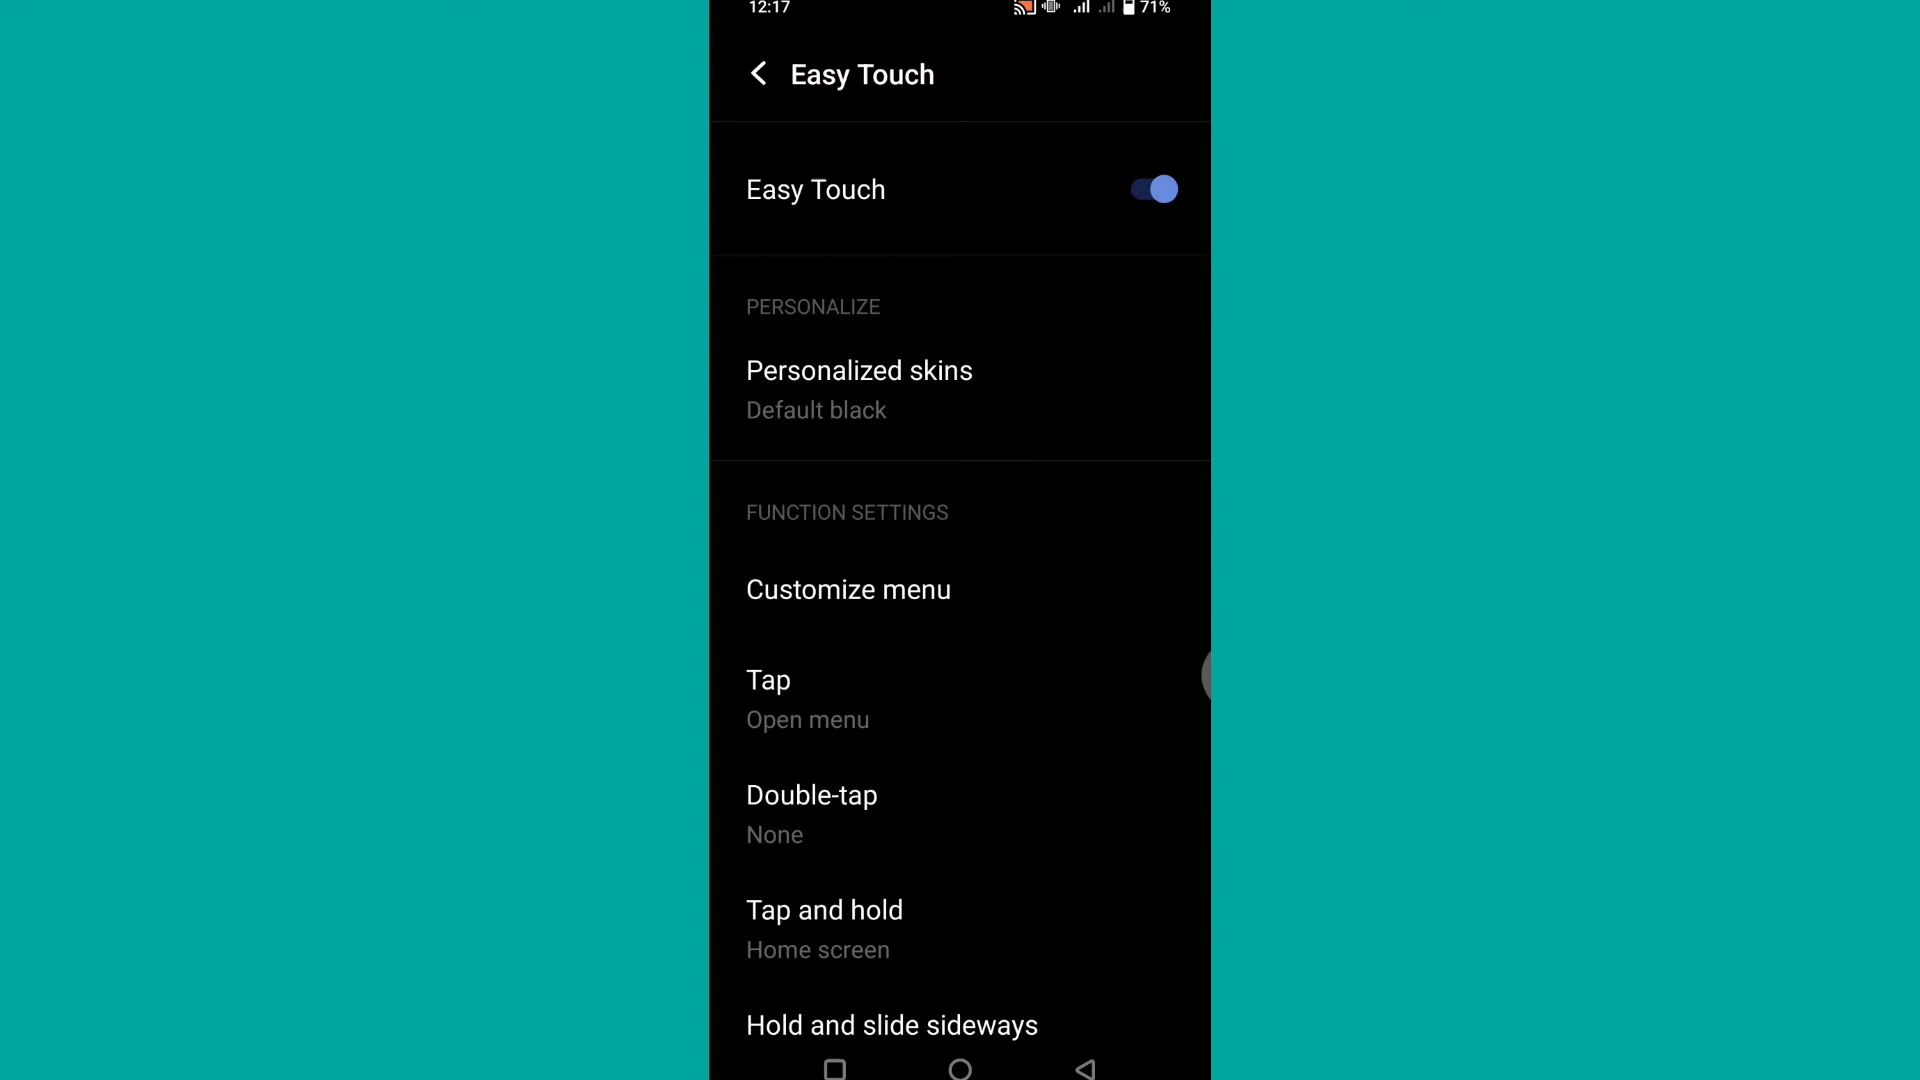 12:17
71%
Easy Touch
Easy Touch
PERSONALIZE
Personalized skins
Default black
FUNCTION SETTINGS
Customize menu
Tap
Open menu
Double-tap
None
Tap and hold
Home screen
Hold and slide sideways